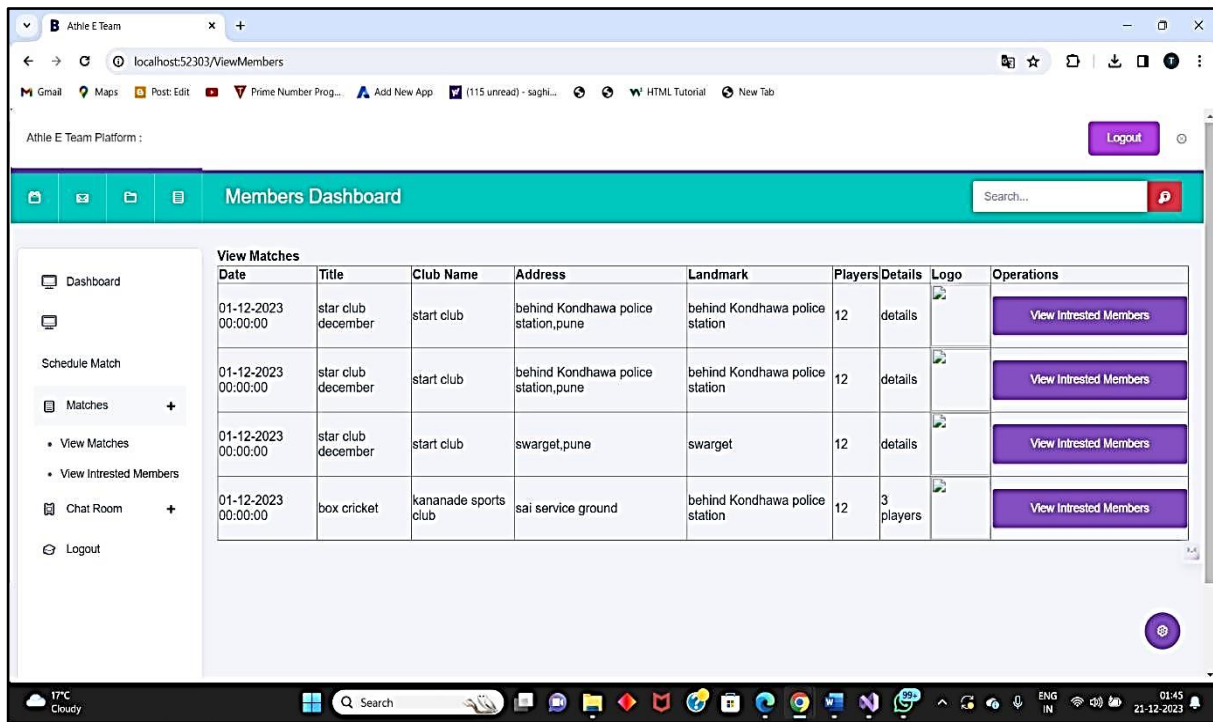 Athle E Team
localhost:52303/ViewMembers
Gmail Maps Post: Edit Prime Number Prog... Add New App (115 unread) - saghi... HTML Tutorial New Tab
Athle E Team Platform :
Logout
Members Dashboard
Search...
Dashboard
Schedule Match
Matches +
View Matches
View Intrested Members
Chat Room +
Logout
View Matches
Date Title Club Name Address Landmark Players Details Logo Operations
01-12-2023 00:00:00 star club december start club behind Kondhawa police station,pune behind Kondhawa police station 12 details View Intrested Members
01-12-2023 00:00:00 star club december start club behind Kondhawa police station,pune behind Kondhawa police station 12 details View Intrested Members
01-12-2023 00:00:00 star club december start club swarget,pune swarget 12 details View Intrested Members
01-12-2023 00:00:00 box cricket kananade sports club sai service ground behind Kondhawa police station 12 3 players View Intrested Members
17°C
Cloudy
Search
99+
ENG
IN
01:45
21-12-2023